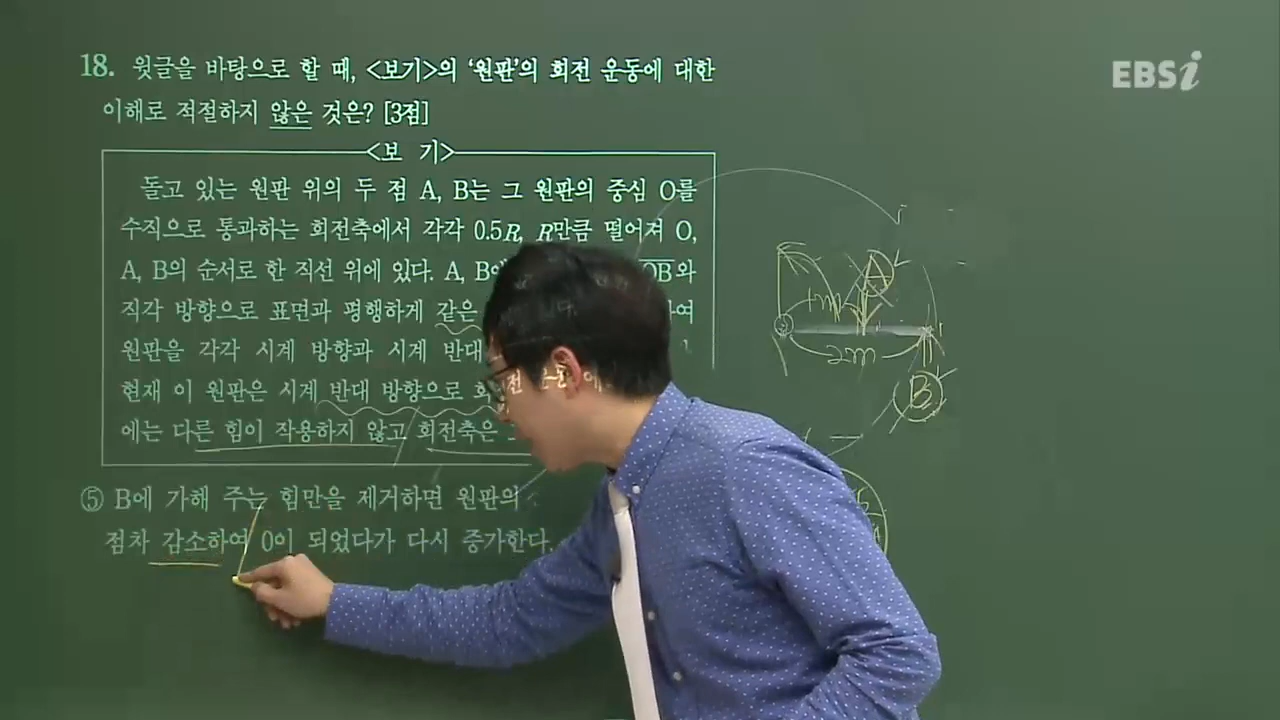 EBSi
18. 윗글을 바탕으로 할 때, <보기>의 '원판'의 회전 운동에 대한
이해로 적절하지 않은 것은? [3점]
<보 기>
돌고 있는 원판 위의 두 점 A, B는 그 원판의 중심 O를
수직으로 통과하는 회전축에서 각각 0.5R, R만큼 떨어져 O,
A, B의 순서로 한 직선 위에 있다. A, B에 OB와
직각 방향으로 표면과 평행하게 같은 여
원판을 각각 시계 방향과 시계 반대
현재 이 원판은 시계 반대 방향으로 회
에는 다른 힘이 작용하지 않고 회전축은
⑤ B에 가해 주는 힘만을 제거하면 원판의
점차 감소하여 0이 되었다가 다시 증가한다.
A
1m
2m
B